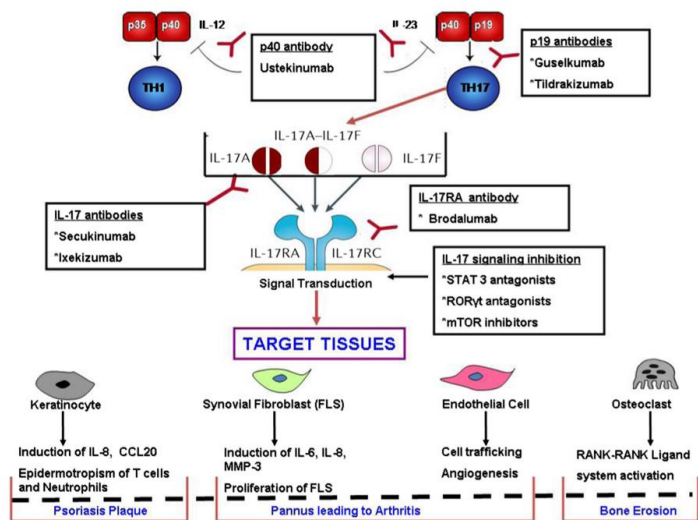 p35 p40 IL-12
IL-23 p40 p19
p40 antibody
Ustekinumab
p19 antibodies
*Guselkumab
*Tildrakizumab
TH1
TH17
IL-17A–IL-17F
IL-17A
IL-17F
IL-17 antibodies
*Secukinumab
*Ixekizumab
IL-17RA antibody
* Brodalumab
IL-17RA IL-17RC
Signal Transduction
IL-17 signaling inhibition
*STAT 3 antagonists
*RORγt antagonists
*mTOR inhibitors
TARGET TISSUES
Keratinocyte
Synovial Fibroblast (FLS)
Endothelial Cell
Osteoclast
Induction of IL-8, CCL20
Epidermotropism of T cells
and Neutrophils
Induction of IL-6, IL-8,
MMP-3
Proliferation of FLS
Cell trafficking
Angiogenesis
RANK-RANK Ligand
system activation
Psoriasis Plaque
Pannus leading to Arthritis
Bone Erosion